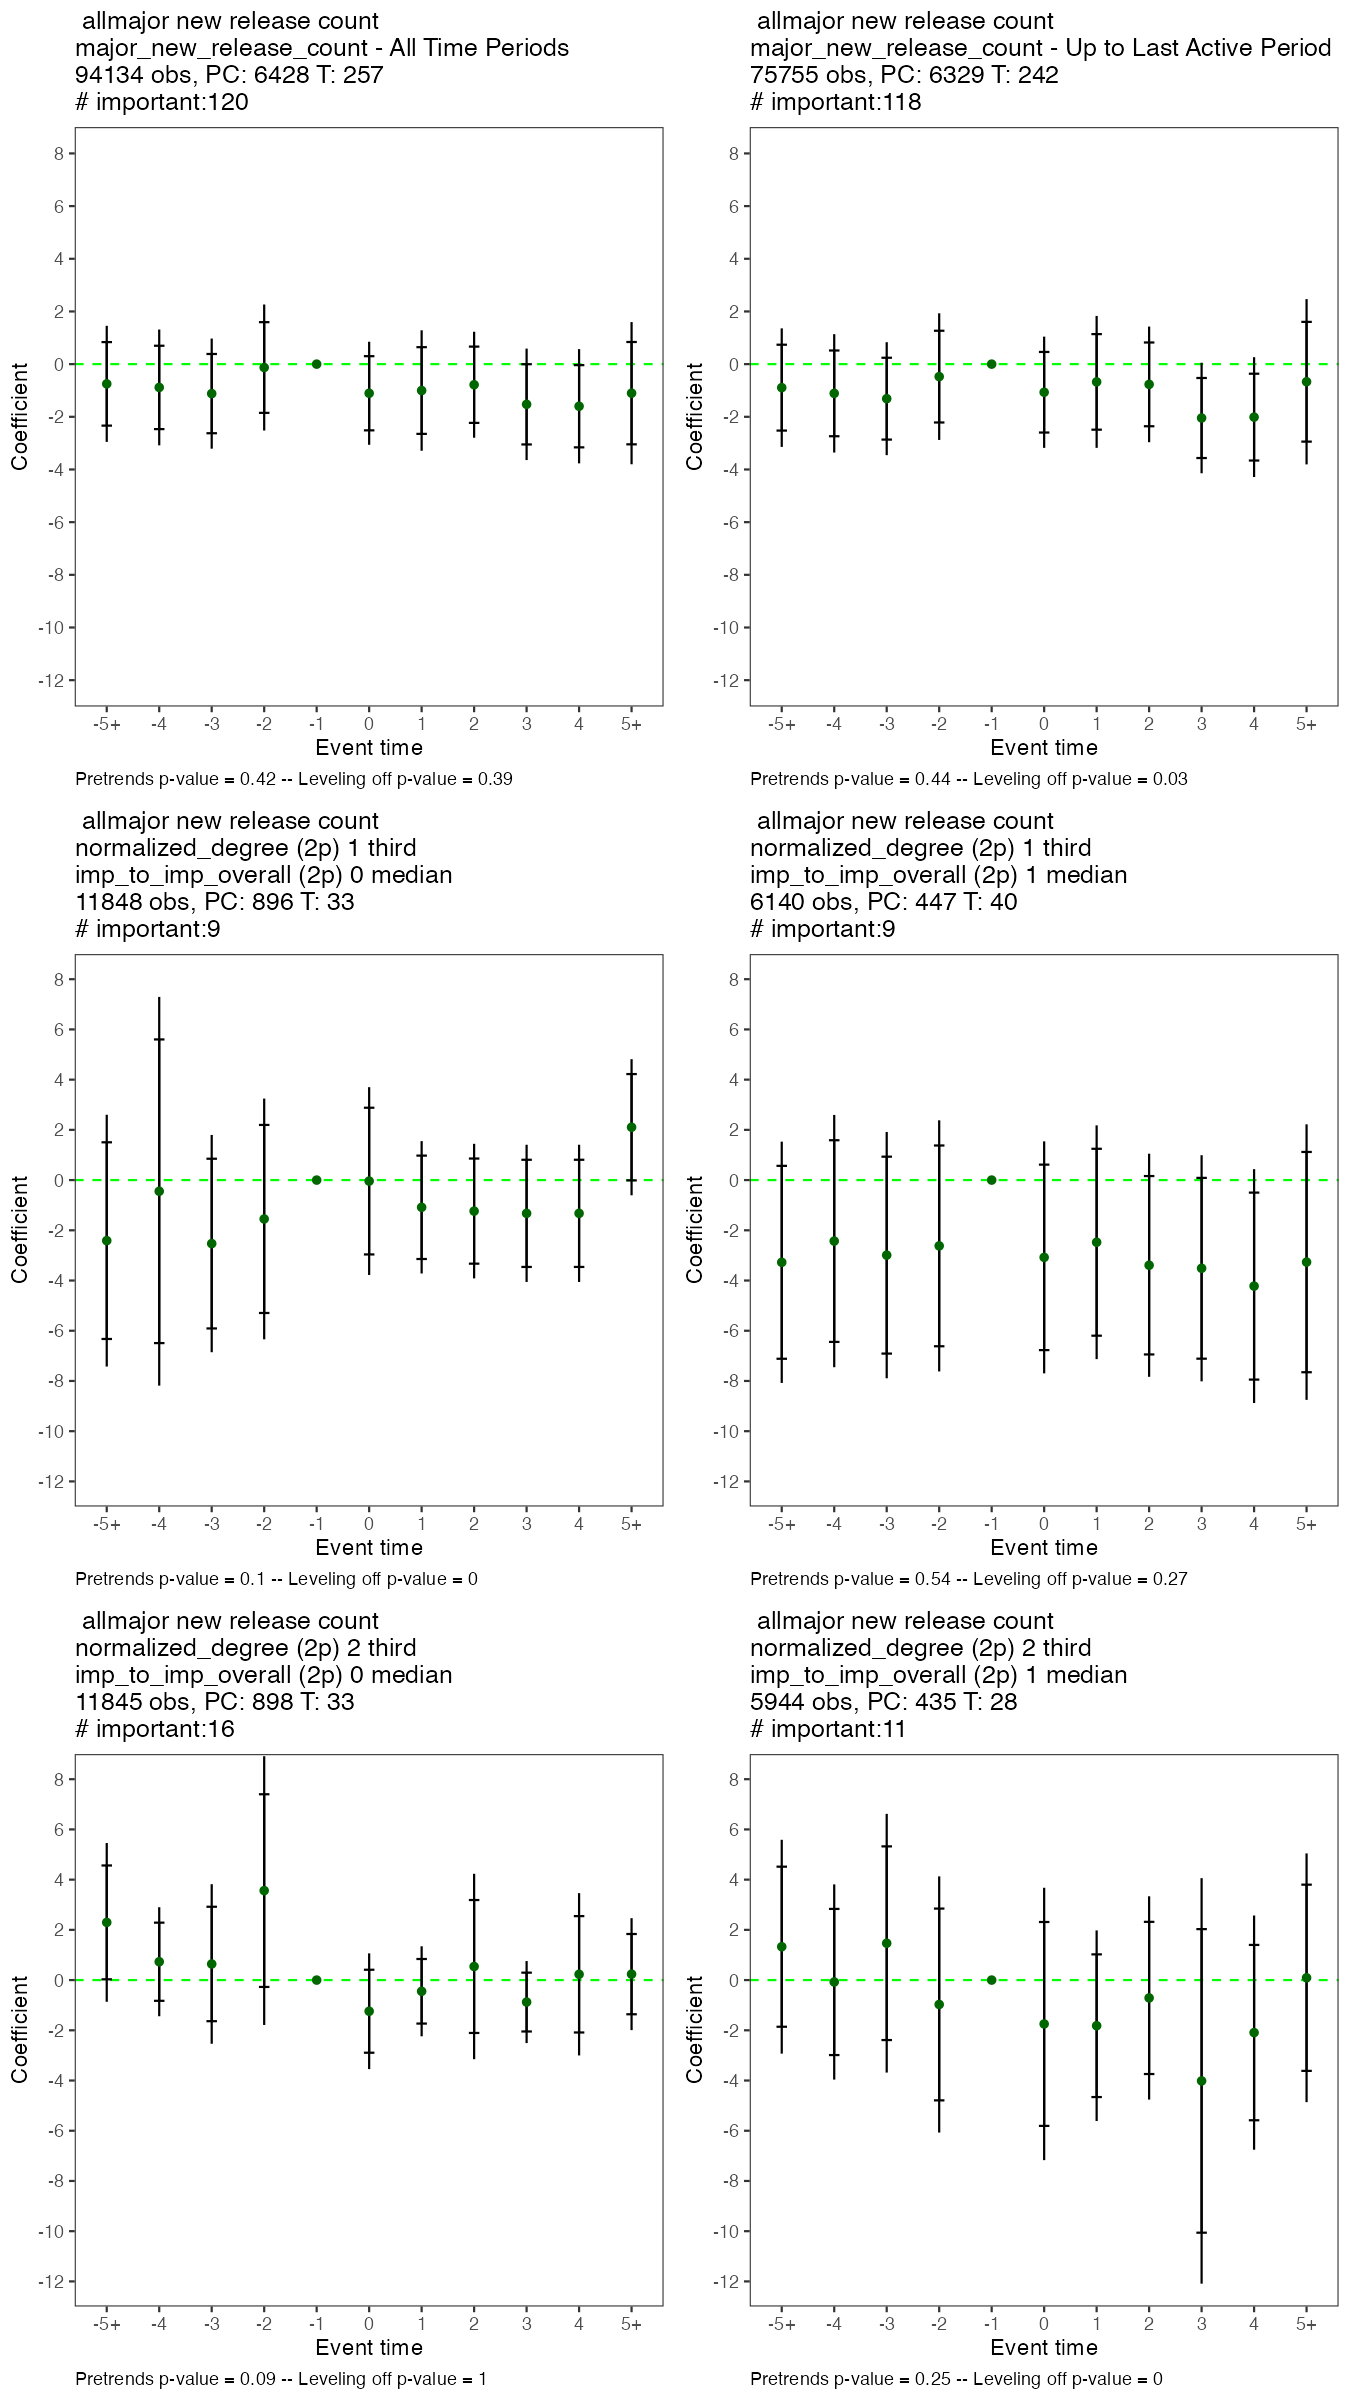 allmajor new release count
major_new_release_count - All Time Periods
94134 obs, PC: 6428 T: 257
# important:120
8
6
4
2
0
-2
-4
-6
-8
-10
-12
Coefficient
-5+ -4 -3 -2 -1 0 1 2 3 4 5+
Event time
Pretrends p-value = 0.42 -- Leveling off p-value = 0.39
allmajor new release count
major_new_release_count - Up to Last Active Period
75755 obs, PC: 6329 T: 242
# important:118
8
6
4
2
0
-2
-4
-6
-8
-10
-12
Coefficient
-5+ -4 -3 -2 -1 0 1 2 3 4 5+
Event time
Pretrends p-value = 0.44 -- Leveling off p-value = 0.03
allmajor new release count
normalized_degree (2p) 1 third
imp_to_imp_overall (2p) 0 median
11848 obs, PC: 896 T: 33
# important:9
8
6
4
2
0
-2
-4
-6
-8
-10
-12
Coefficient
-5+ -4 -3 -2 -1 0 1 2 3 4 5+
Event time
Pretrends p-value = 0.1 -- Leveling off p-value = 0
allmajor new release count
normalized_degree (2p) 1 third
imp_to_imp_overall (2p) 1 median
6140 obs, PC: 447 T: 40
# important:9
8
6
4
2
0
-2
-4
-6
-8
-10
-12
Coefficient
-5+ -4 -3 -2 -1 0 1 2 3 4 5+
Event time
Pretrends p-value = 0.54 -- Leveling off p-value = 0.27
allmajor new release count
normalized_degree (2p) 2 third
imp_to_imp_overall (2p) 0 median
11845 obs, PC: 898 T: 33
# important:16
8
6
4
2
0
-2
-4
-6
-8
-10
-12
Coefficient
-5+ -4 -3 -2 -1 0 1 2 3 4 5+
Event time
Pretrends p-value = 0.09 -- Leveling off p-value = 1
allmajor new release count
normalized_degree (2p) 2 third
imp_to_imp_overall (2p) 1 median
5944 obs, PC: 435 T: 28
# important:11
8
6
4
2
0
-2
-4
-6
-8
-10
-12
Coefficient
-5+ -4 -3 -2 -1 0 1 2 3 4 5+
Event time
Pretrends p-value = 0.25 -- Leveling off p-value = 0